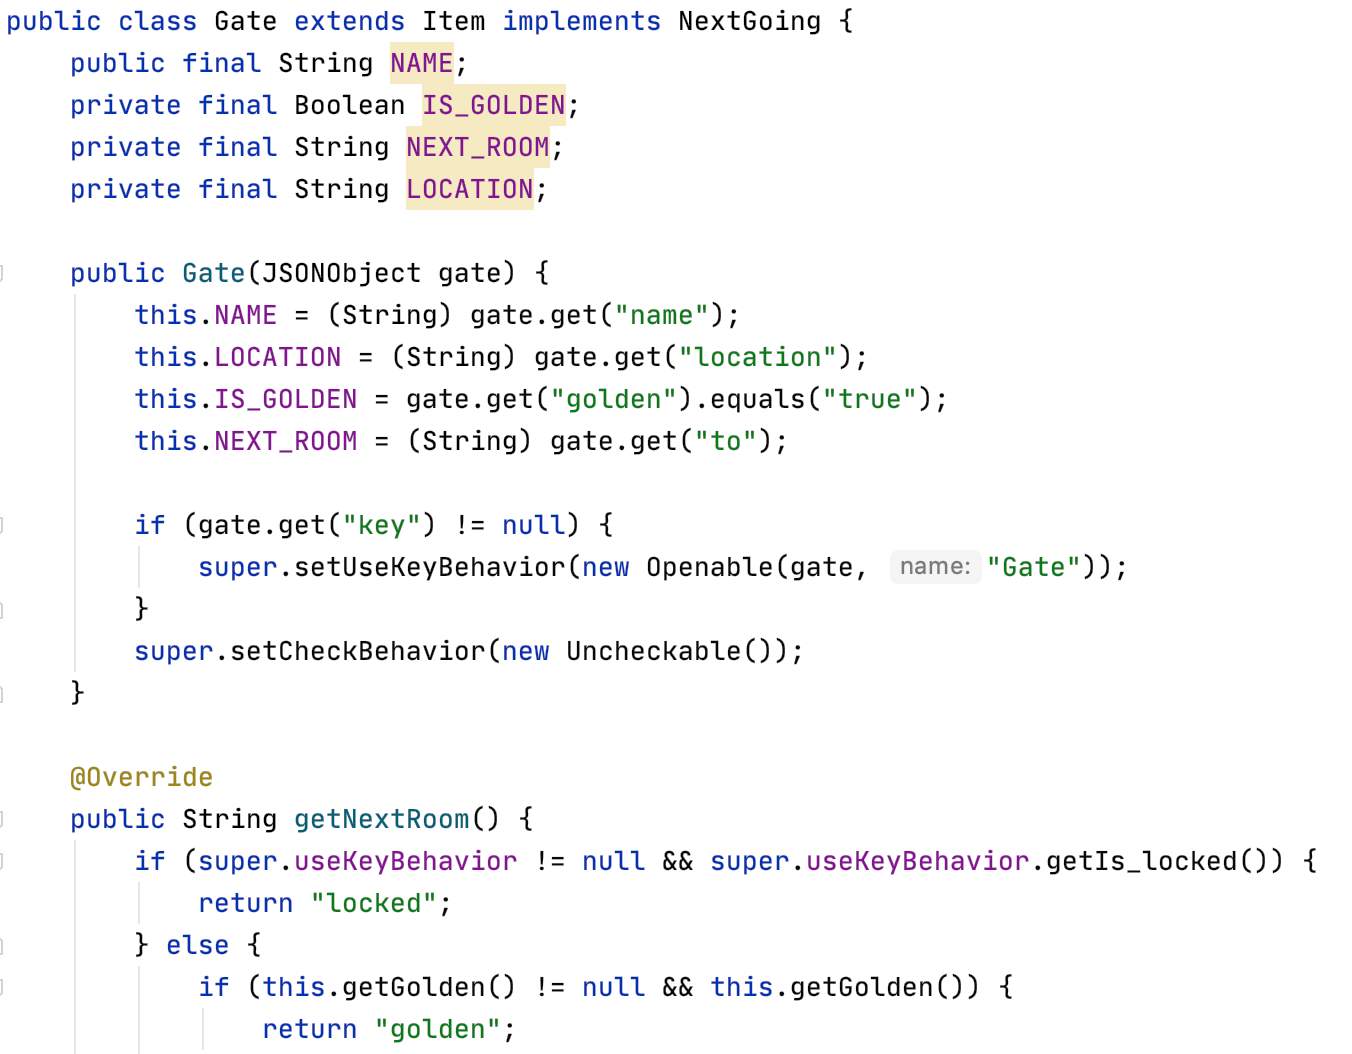 public class Gate extends Item implements NextGoing {
    public final String NAME;
    private final Boolean IS_GOLDEN;
    private final String NEXT_ROOM;
    private final String LOCATION;

    public Gate(JSONObject gate) {
        this.NAME = (String) gate.get("name");
        this.LOCATION = (String) gate.get("location");
        this.IS_GOLDEN = gate.get("golden").equals("true");
        this.NEXT_ROOM = (String) gate.get("to");

        if (gate.get("key") != null) {
            super.setUseKeyBehavior(new Openable(gate, name: "Gate"));
        }
        super.setCheckBehavior(new Uncheckable());
    }

    @Override
    public String getNextRoom() {
        if (super.useKeyBehavior != null && super.useKeyBehavior.getIs_locked()) {
            return "locked";
        } else {
            if (this.getGolden() != null && this.getGolden()) {
                return "golden";